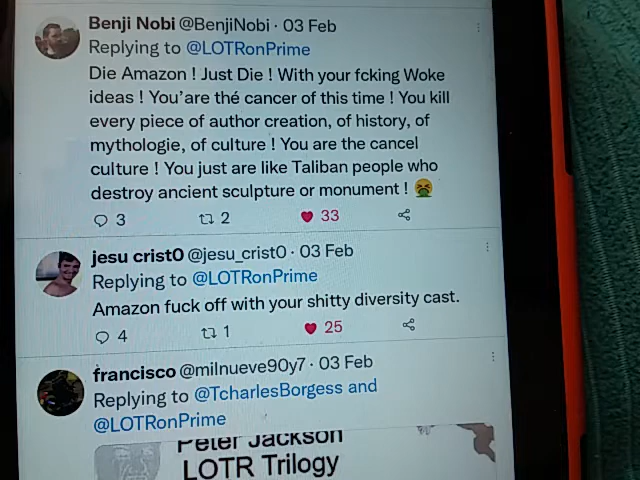 Benji Nobi @BenjiNobi · 03 Feb
Replying to @LOTRonPrime
Die Amazon ! Just Die ! With your fcking Woke
ideas ! You'are thé cancer of this time ! You kill
every piece of author creation, of history, of
mythologie, of culture ! You are the cancel
culture ! You just are like Taliban people who
destroy ancient sculpture or monument ! 🤮
3 2 33
jesu crist0 @jesu_crist0 · 03 Feb
Replying to @LOTRonPrime
Amazon fuck off with your shitty diversity cast.
4 1 25
francisco @milnueve90y7 · 03 Feb
Replying to @TcharlesBorgess and
@LOTRonPrime
Peter Jackson
LOTR Trilogy